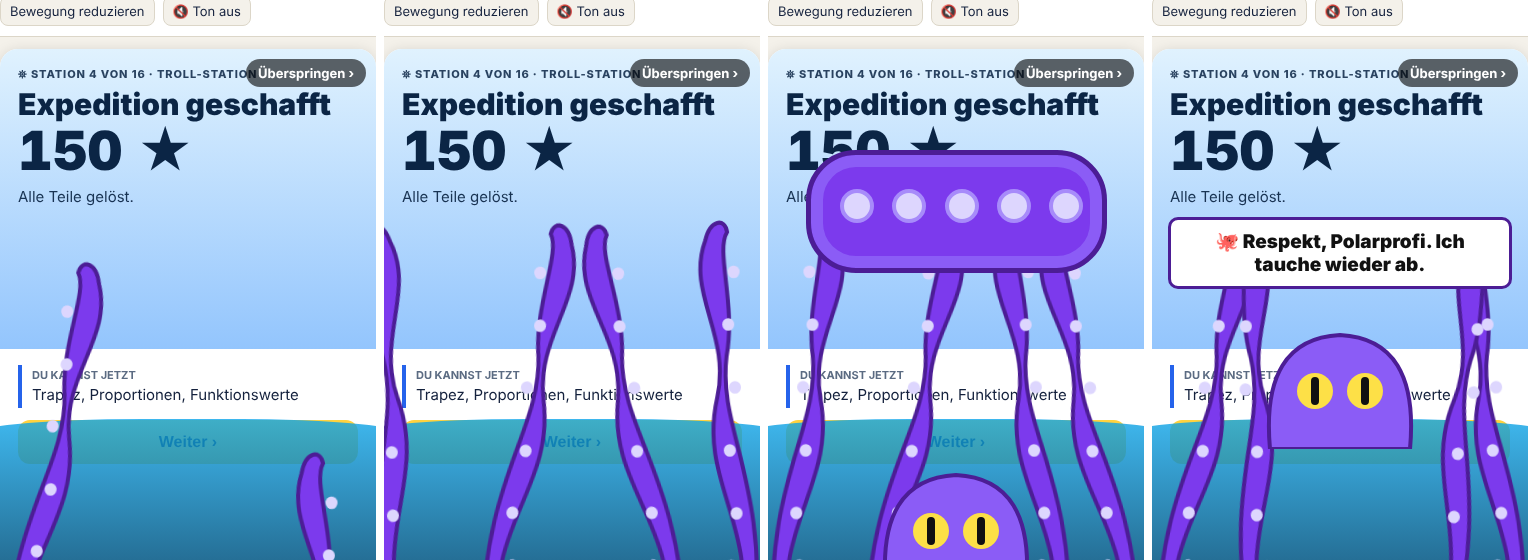 Bewegung reduzieren 🔇 Ton aus
❄ STATION 4 VON 16 · TROLL-STATION Überspringen ›
Expedition geschafft
150 ★
Alle Teile gelöst.
DU KANNST JETZT
Trapez, Proportionen, Funktionswerte
Weiter ›
Bewegung reduzieren 🔇 Ton aus
❄ STATION 4 VON 16 · TROLL-STATION Überspringen ›
Expedition geschafft
150 ★
Alle Teile gelöst.
DU KANNST JETZT
Trapez, Proportionen, Funktionswerte
Weiter ›
Bewegung reduzieren 🔇 Ton aus
❄ STATION 4 VON 16 · TROLL-STATION Überspringen ›
Expedition geschafft
150 ★
DU KANNST JETZT
Trapez, Proportionen, Funktionswerte
Weiter ›
Bewegung reduzieren 🔇 Ton aus
❄ STATION 4 VON 16 · TROLL-STATION Überspringen ›
Expedition geschafft
150 ★
Alle Teile gelöst.
🐙 Respekt, Polarprofi. Ich
tauche wieder ab.
DU KANNST
Trapez,